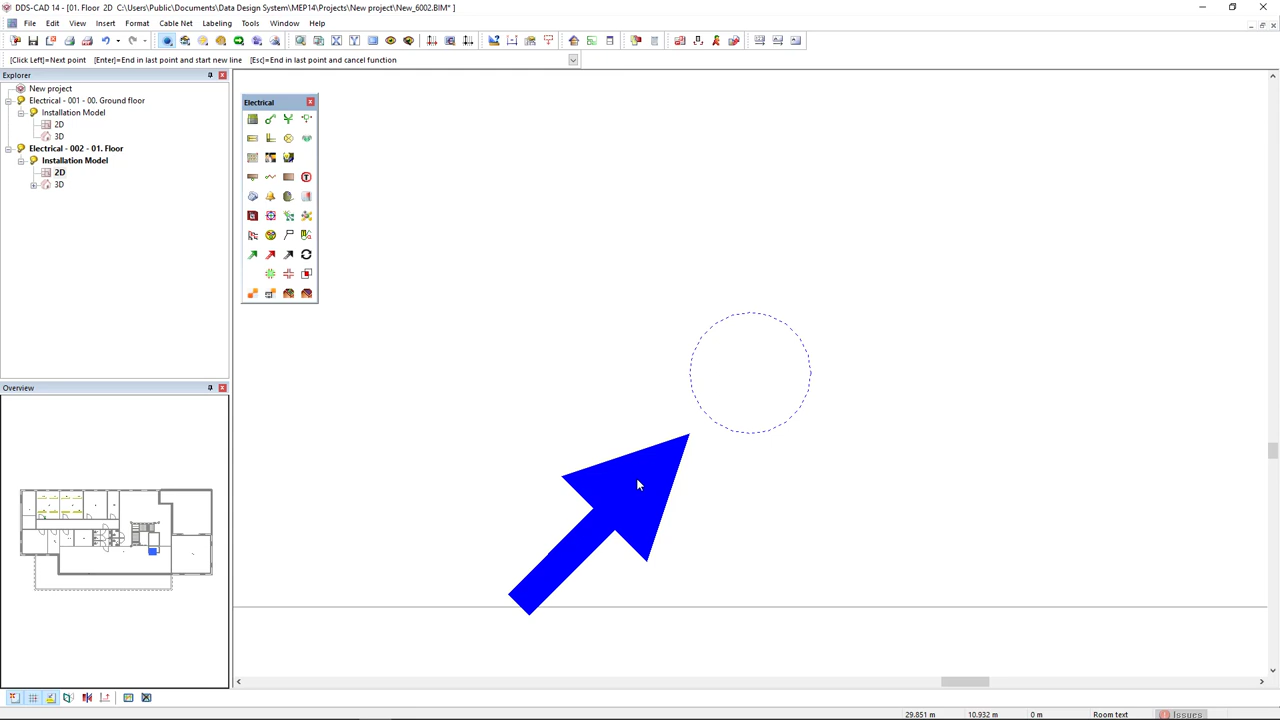 DDS-CAD 14 - [01. Floor  2D  C:\Users\Public\Documents\Data Design System\MEP14\Projects\New project\New_6002.BIM* ]
File Edit View Insert Format Cable Net Labeling Tools Window Help
[Click Left]=Next point [Enter]=End in last point and start new line [Esc]=End in last point and cancel function
Explorer
New project
Electrical - 001 - 00. Ground floor
Installation Model
2D
3D
Electrical - 002 - 01. Floor
Installation Model
2D
3D
Electrical
Overview
29.851 m 10.932 m 0 m Room text Issues